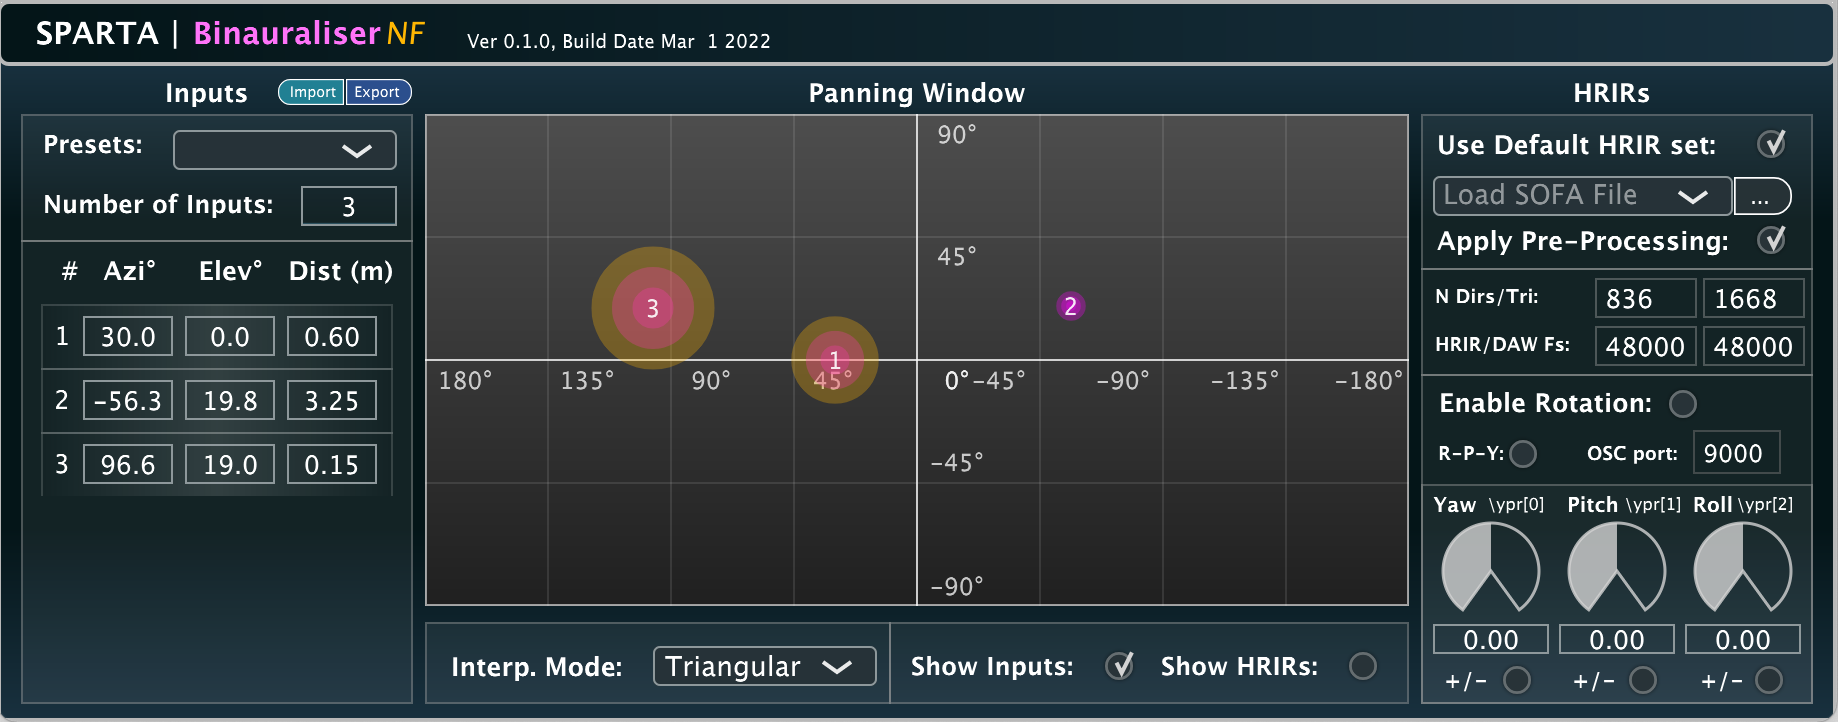 SPARTA | BinauraliserNF Ver 0.1.0, Build Date Mar  1 2022
Inputs Import Export
Presets:
Number of Inputs: 3
# Azi° Elev° Dist (m)
1 30.0 0.0 0.60
2 -56.3 19.8 3.25
3 96.6 19.0 0.15
Panning Window
90°
45°
3
2
1
180° 135° 90° 45° 0° -45° -90° -135° -180°
-45°
-90°
Interp. Mode: Triangular Show Inputs: Show HRIRs:
HRIRs
Use Default HRIR set:
Load SOFA File ...
Apply Pre-Processing:
N Dirs/Tri: 836 1668
HRIR/DAW Fs: 48000 48000
Enable Rotation:
R-P-Y: OSC port: 9000
Yaw \ypr[0] Pitch \ypr[1] Roll \ypr[2]
0.00 0.00 0.00
+/- +/- +/-